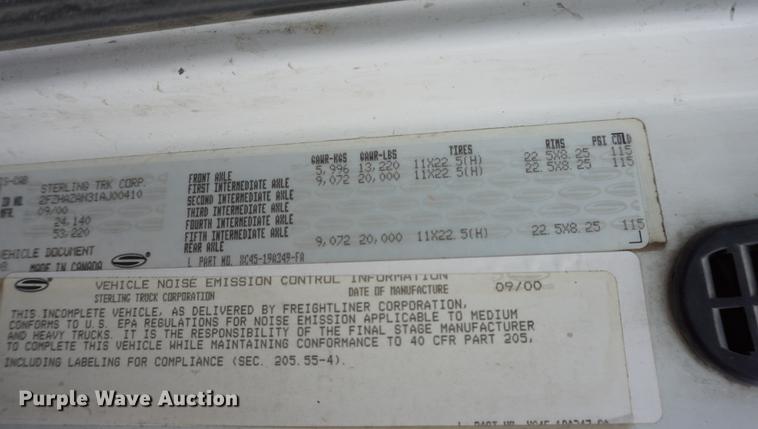 GAWR-KGS GAWR-LBS TIRES RIMS PSI COLD
FRONT AXLE 5,996 13,220 11X22.5(H) 22.5X8.25 115
FIRST INTERMEDIATE AXLE 9,072 20,000 11X22.5(H) 22.5X8.25 115
SECOND INTERMEDIATE AXLE
THIRD INTERMEDIATE AXLE
FOURTH INTERMEDIATE AXLE
FIFTH INTERMEDIATE AXLE
REAR AXLE 9,072 20,000 11X22.5(H) 22.5X8.25 115
STERLING TRK CORP.
2FZHAZAN31AJ00410
09/00
24,140
53,220
VEHICLE DOCUMENT
MADE IN CANADA
PART NO. XC45-19A349-FA
VEHICLE NOISE EMISSION CONTROL INFORMATION
STERLING TRUCK CORPORATION DATE OF MANUFACTURE 09/00
THIS INCOMPLETE VEHICLE, AS DELIVERED BY FREIGHTLINER CORPORATION,
CONFORMS TO U.S. EPA REGULATIONS FOR NOISE EMISSION APPLICABLE TO MEDIUM
AND HEAVY TRUCKS. IT IS THE RESPONSIBILITY OF THE FINAL STAGE MANUFACTURER
TO COMPLETE THIS VEHICLE WHILE MAINTAINING CONFORMANCE TO 40 CFR PART 205,
INCLUDING LABELING FOR COMPLIANCE (SEC. 205.55-4).
Purple Wave Auction